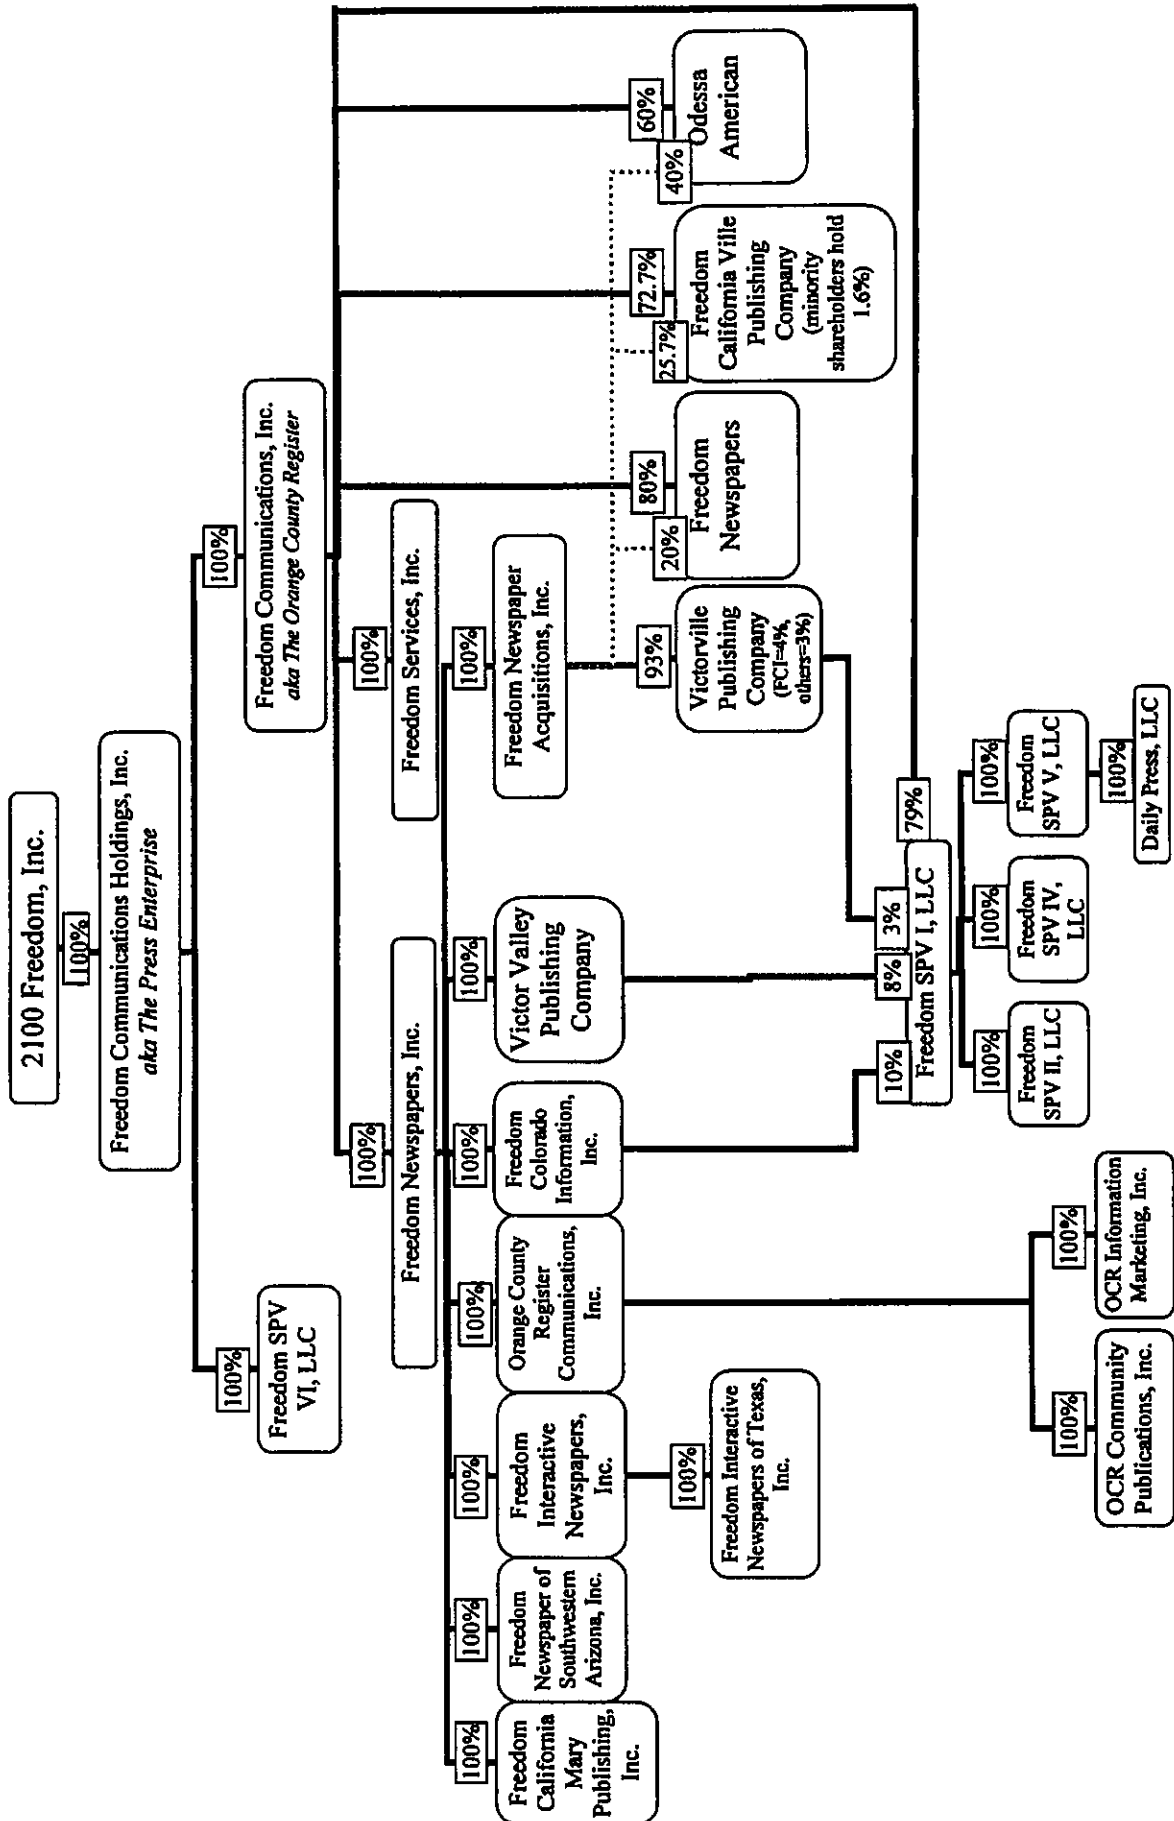 2100 Freedom, Inc.
100%
Freedom Communications Holdings, Inc.
aka The Press Enterprise
100%
Freedom SPV
VI, LLC
100%
Freedom Communications, Inc.
aka The Orange County Register
100%
Freedom Newspapers, Inc.
100%
Freedom Services, Inc.
100%
Freedom
California
Mary
Publishing,
Inc.
100%
Freedom
Newspaper of
Southwestern
Arizona, Inc.
100%
Freedom
Interactive
Newspapers,
Inc.
100%
Orange County
Register
Communications,
Inc.
100%
Freedom
Colorado
Information,
Inc.
100%
Victor Valley
Publishing
Company
100%
Freedom Newspaper
Acquisitions, Inc.
93%
Victorville
Publishing
Company
(FCI=4%,
others=3%)
20%
80%
Freedom
Newspapers
25.7%
72.7%
Freedom
California Ville
Publishing
Company
(minority
shareholders hold
1.6%)
40%
60%
Odessa
American
100%
Freedom Interactive
Newspapers of Texas,
Inc.
10%
8%
3%
79%
Freedom SPV I, LLC
100%
Freedom
SPV II, LLC
100%
Freedom
SPV IV,
LLC
100%
Freedom
SPV V, LLC
100%
OCR Community
Publications, Inc.
100%
OCR Information
Marketing, Inc.
100%
Daily Press, LLC